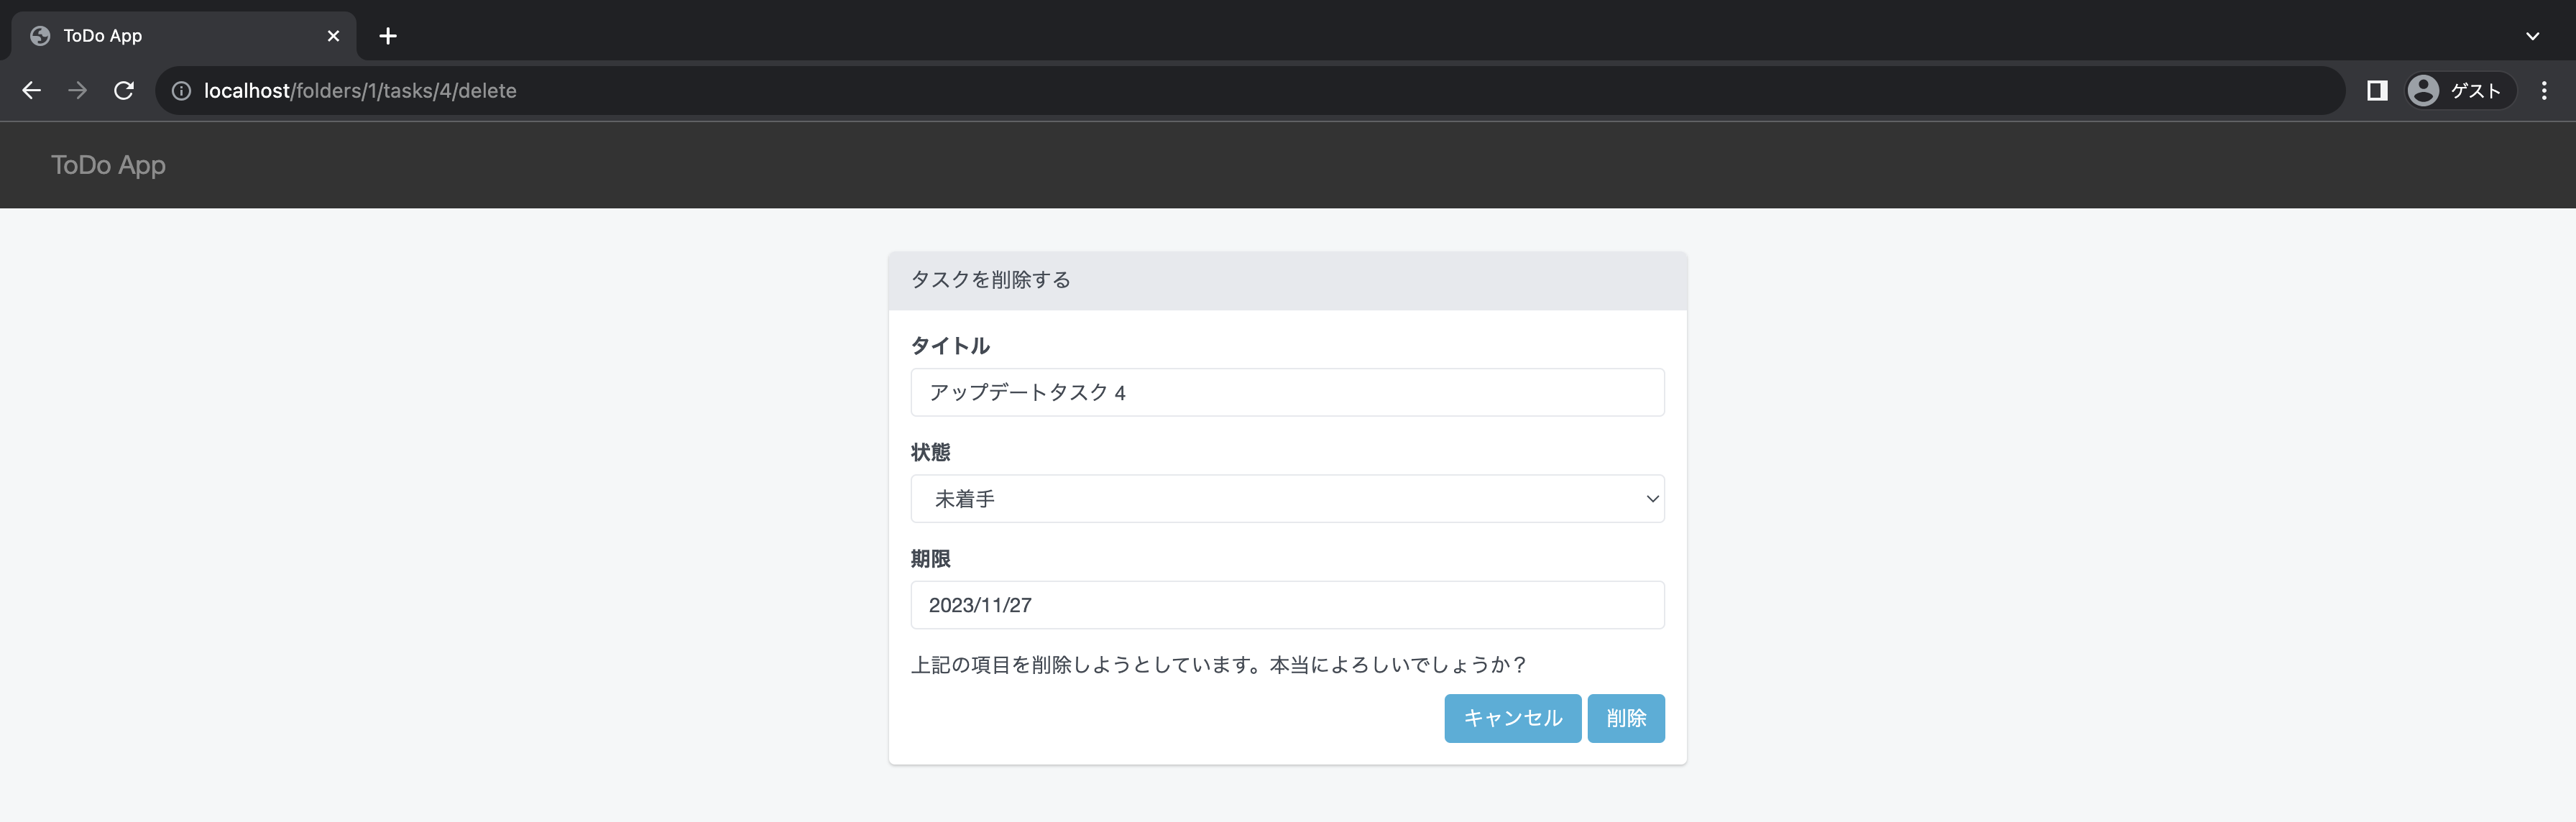 ToDo App
localhost/folders/1/tasks/4/delete
ゲスト
ToDo App
タスクを削除する
タイトル
アップデートタスク 4
状態
未着手
期限
2023/11/27
上記の項目を削除しようとしています。本当によろしいでしょうか？
キャンセル 削除